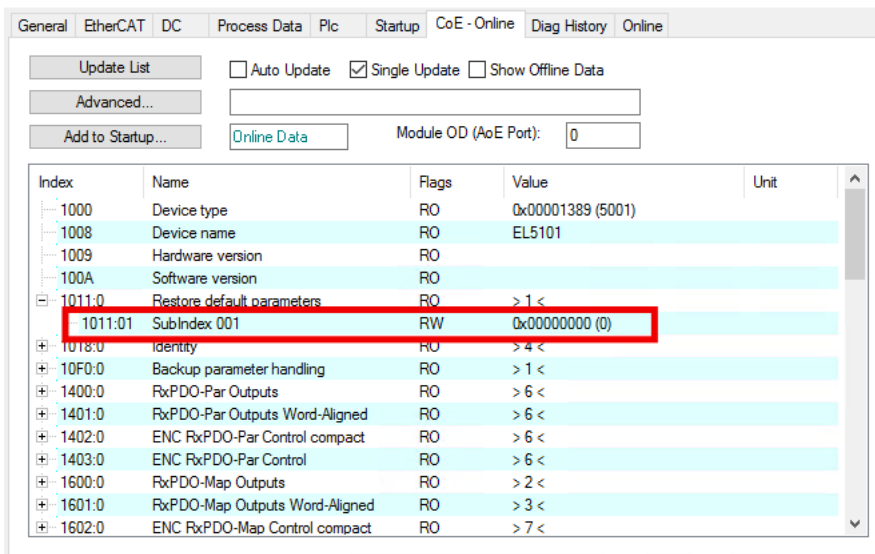 General EtherCAT DC Process Data Plc Startup CoE - Online Diag History Online
Update List Auto Update Single Update Show Offline Data
Advanced...
Add to Startup... Online Data Module OD (AoE Port): 0
Index Name Flags Value Unit
1000 Device type RO 0x00001389 (5001)
1008 Device name RO EL5101
1009 Hardware version RO
100A Software version RO
1011:0 Restore default parameters RO > 1 <
1011:01 SubIndex 001 RW 0x00000000 (0)
1018:0 Identity RO > 4 <
10F0:0 Backup parameter handling RO > 1 <
1400:0 RxPDO-Par Outputs RO > 6 <
1401:0 RxPDO-Par Outputs Word-Aligned RO > 6 <
1402:0 ENC RxPDO-Par Control compact RO > 6 <
1403:0 ENC RxPDO-Par Control RO > 6 <
1600:0 RxPDO-Map Outputs RO > 2 <
1601:0 RxPDO-Map Outputs Word-Aligned RO > 3 <
1602:0 ENC RxPDO-Map Control compact RO > 7 <